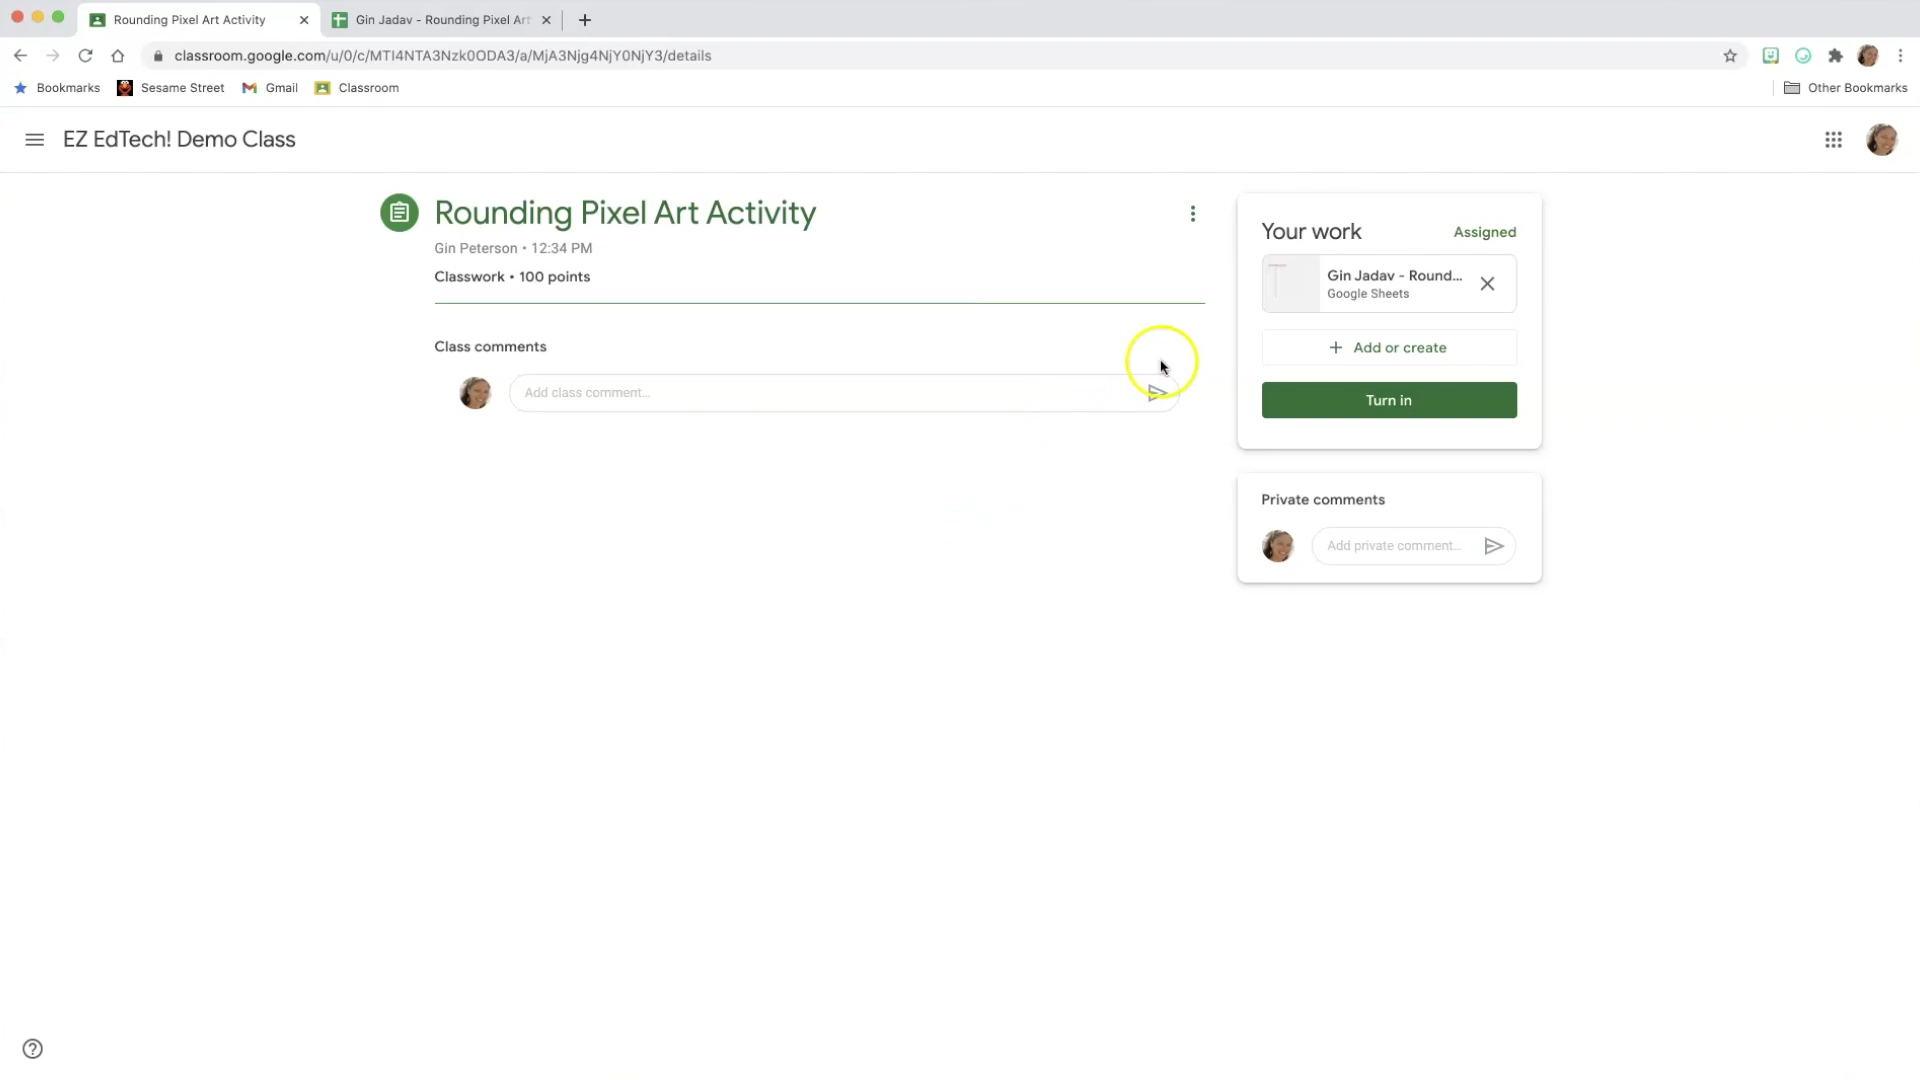 Rounding Pixel Art Activity
Gin Jadav - Rounding Pixel Art
classroom.google.com/u/0/c/MTI4NTA3Nzk0ODA3/a/MjA3Njg4NjY0NjY3/details
Bookmarks
Sesame Street
Gmail
Classroom
Other Bookmarks
EZ EdTech! Demo Class
Rounding Pixel Art Activity
Gin Peterson • 12:34 PM
Classwork • 100 points
Class comments
Add class comment...
Your work
Assigned
Gin Jadav - Round...
Google Sheets
+ Add or create
Turn in
Private comments
Add private comment...